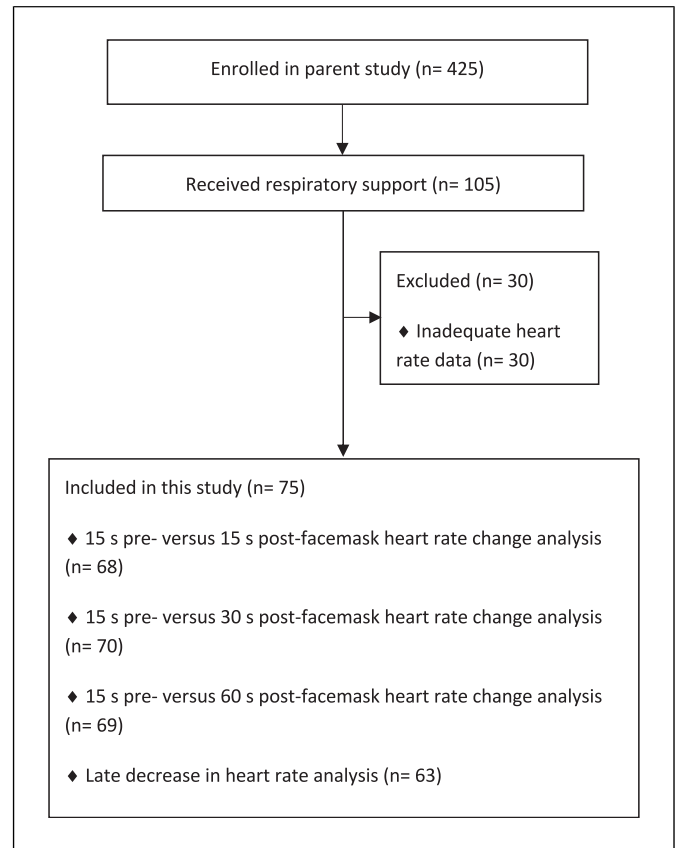 Enrolled in parent study (n= 425)
Received respiratory support (n= 105)
Excluded (n= 30)
♦ Inadequate heart
rate data (n= 30)
Included in this study (n= 75)
♦ 15 s pre- versus 15 s post-facemask heart rate change analysis
(n= 68)
♦ 15 s pre- versus 30 s post-facemask heart rate change analysis
(n= 70)
♦ 15 s pre- versus 60 s post-facemask heart rate change analysis
(n= 69)
♦ Late decrease in heart rate analysis (n= 63)